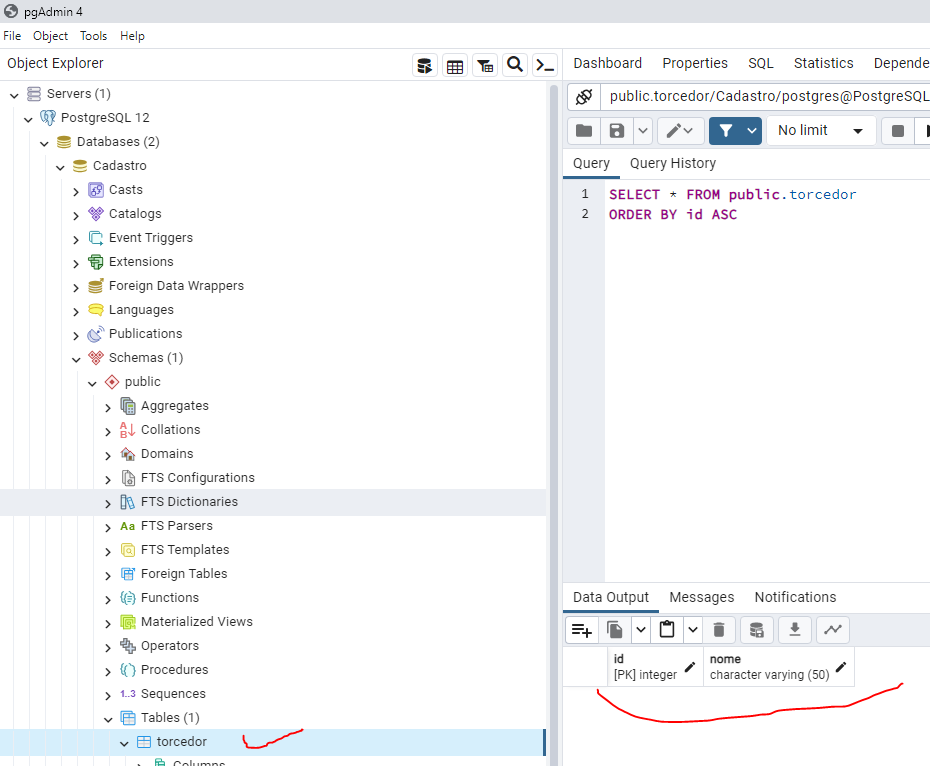 pgAdmin 4
File Object Tools Help
Object Explorer
Servers (1)
PostgreSQL 12
Databases (2)
Cadastro
Casts
Catalogs
Event Triggers
Extensions
Foreign Data Wrappers
Languages
Publications
Schemas (1)
public
Aggregates
Collations
Domains
FTS Configurations
FTS Dictionaries
Aa FTS Parsers
FTS Templates
Foreign Tables
Functions
Materialized Views
Operators
Procedures
1..3 Sequences
Tables (1)
torcedor
Columns
Dashboard Properties SQL Statistics Depende
public.torcedor/Cadastro/postgres@PostgreSQL
No limit
Query Query History
1 SELECT * FROM public.torcedor
2 ORDER BY id ASC
Data Output Messages Notifications
id nome
[PK] integer character varying (50)